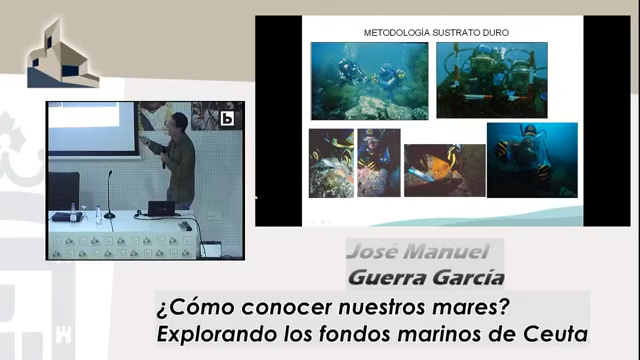 METODOLOGÍA SUSTRATO DURO
b
José Manuel
Guerra García
¿Cómo conocer nuestros mares?
Explorando los fondos marinos de Ceuta